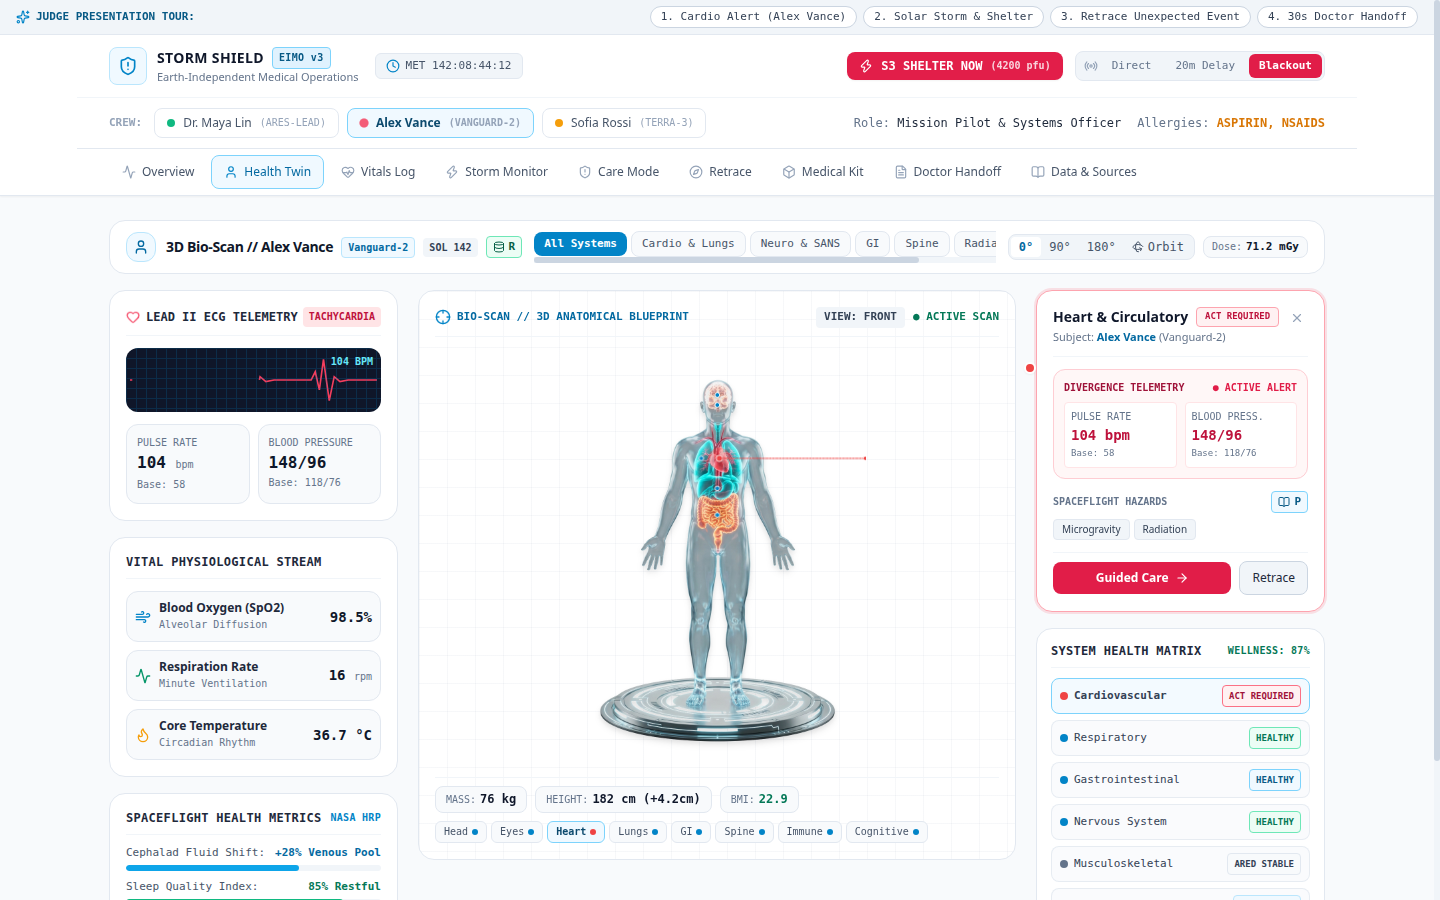 JUDGE PRESENTATION TOUR:
1. Cardio Alert (Alex Vance)
2. Solar Storm & Shelter
3. Retrace Unexpected Event
4. 30s Doctor Handoff
STORM SHIELD
EIMO v3
Earth-Independent Medical Operations
MET 142:08:44:12
S3 SHELTER NOW (4200 pfu)
Direct
20m Delay
Blackout
CREW:
Dr. Maya Lin (ARES-LEAD)
Alex Vance (VANGUARD-2)
Sofia Rossi (TERRA-3)
Role: Mission Pilot & Systems Officer
Allergies: ASPIRIN, NSAIDS
Overview
Health Twin
Vitals Log
Storm Monitor
Care Mode
Retrace
Medical Kit
Doctor Handoff
Data & Sources
3D Bio-Scan // Alex Vance
Vanguard-2
SOL 142
R
All Systems
Cardio & Lungs
Neuro & SANS
GI
Spine
Radia
0°
90°
180°
Orbit
Dose: 71.2 mGy
LEAD II ECG TELEMETRY
TACHYCARDIA
104 BPM
PULSE RATE
104 bpm
Base: 58
BLOOD PRESSURE
148/96
Base: 118/76
VITAL PHYSIOLOGICAL STREAM
Blood Oxygen (SpO2)
Alveolar Diffusion
98.5%
Respiration Rate
Minute Ventilation
16 rpm
Core Temperature
Circadian Rhythm
36.7 °C
SPACEFLIGHT HEALTH METRICS
NASA HRP
Cephalad Fluid Shift:
+28% Venous Pool
Sleep Quality Index:
85% Restful
BIO-SCAN // 3D ANATOMICAL BLUEPRINT
VIEW: FRONT
● ACTIVE SCAN
MASS: 76 kg
HEIGHT: 182 cm (+4.2cm)
BMI: 22.9
Head
Eyes
Heart
Lungs
GI
Spine
Immune
Cognitive
Heart & Circulatory
ACT REQUIRED
Subject: Alex Vance (Vanguard-2)
DIVERGENCE TELEMETRY
● ACTIVE ALERT
PULSE RATE
104 bpm
Base: 58
BLOOD PRESS.
148/96
Base: 118/76
SPACEFLIGHT HAZARDS
P
Microgravity
Radiation
Guided Care →
Retrace
SYSTEM HEALTH MATRIX
WELLNESS: 87%
Cardiovascular
ACT REQUIRED
Respiratory
HEALTHY
Gastrointestinal
HEALTHY
Nervous System
HEALTHY
Musculoskeletal
ARED STABLE